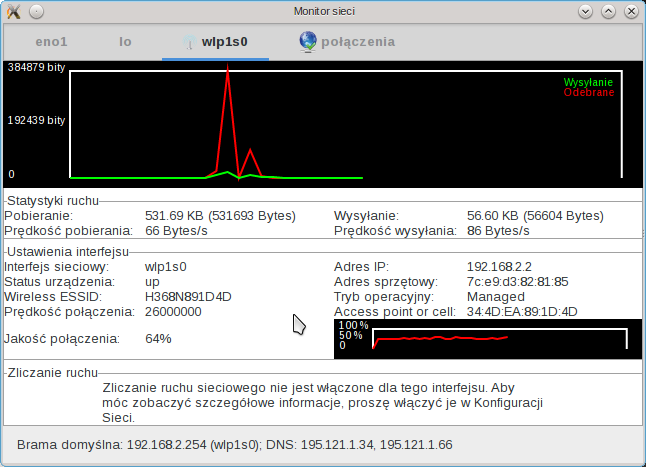 Monitor sieci
eno1 lo wlp1s0 połączenia
384879 bity
192439 bity
0
Wysyłanie
Odebrane
Statystyki ruchu
Pobieranie: 531.69 KB (531693 Bytes) Wysyłanie: 56.60 KB (56604 Bytes)
Prędkość pobierania: 66 Bytes/s Prędkość wysyłania: 86 Bytes/s
Ustawienia interfejsu
Interfejs sieciowy: wlp1s0 Adres IP: 192.168.2.2
Status urządzenia: up Adres sprzętowy: 7c:e9:d3:82:81:85
Wireless ESSID: H368N891D4D Tryb operacyjny: Managed
Prędkość połączenia: 26000000 Access point or cell: 34:4D:EA:89:1D:4D
Jakość połączenia: 64%
100 %
50 %
0
Zliczanie ruchu
Zliczanie ruchu sieciowego nie jest włączone dla tego interfejsu. Aby
móc zobaczyć szczegółowe informacje, proszę włączyć je w Konfiguracji
Sieci.
Brama domyślna: 192.168.2.254 (wlp1s0); DNS: 195.121.1.34, 195.121.1.66